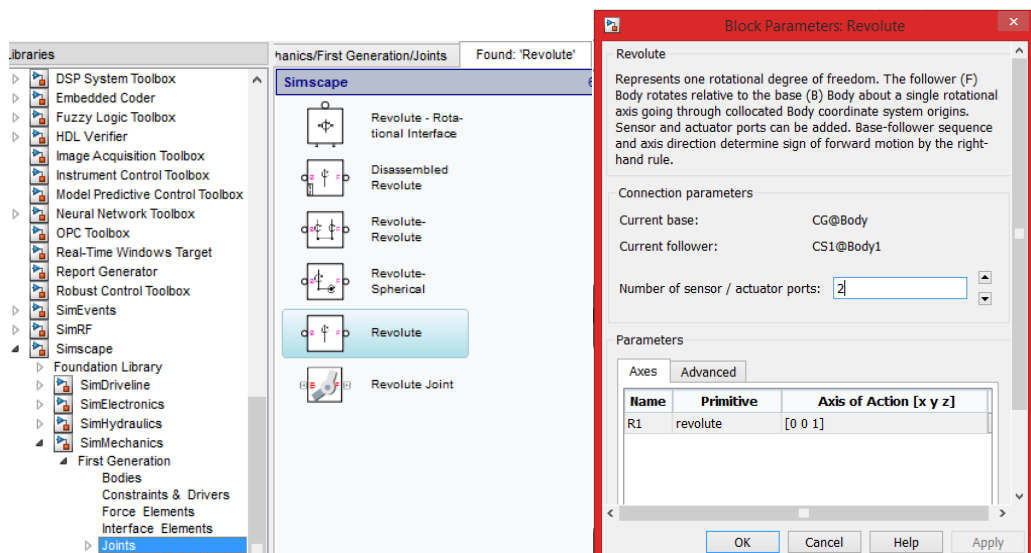 Libraries
DSP System Toolbox
Embedded Coder
Fuzzy Logic Toolbox
HDL Verifier
Image Acquisition Toolbox
Instrument Control Toolbox
Model Predictive Control Toolbox
Neural Network Toolbox
OPC Toolbox
Real-Time Windows Target
Report Generator
Robust Control Toolbox
SimEvents
SimRF
Simscape
Foundation Library
SimDriveline
SimElectronics
SimHydraulics
SimMechanics
First Generation
Bodies
Constraints & Drivers
Force Elements
Interface Elements
Joints
hanics/First Generation/Joints
Found: 'Revolute'
Simscape
Revolute - Rota-
tional Interface
Disassembled
Revolute
Revolute-
Revolute
Revolute-
Spherical
Revolute
Revolute Joint
Block Parameters: Revolute
Revolute
Represents one rotational degree of freedom. The follower (F)
Body rotates relative to the base (B) Body about a single rotational
axis going through collocated Body coordinate system origins.
Sensor and actuator ports can be added. Base-follower sequence
and axis direction determine sign of forward motion by the right-
hand rule.
Connection parameters
Current base: CG@Body
Current follower: CS1@Body1
Number of sensor / actuator ports: 2
Parameters
Axes Advanced
Name Primitive Axis of Action [x y z]
R1 revolute [0 0 1]
OK Cancel Help Apply